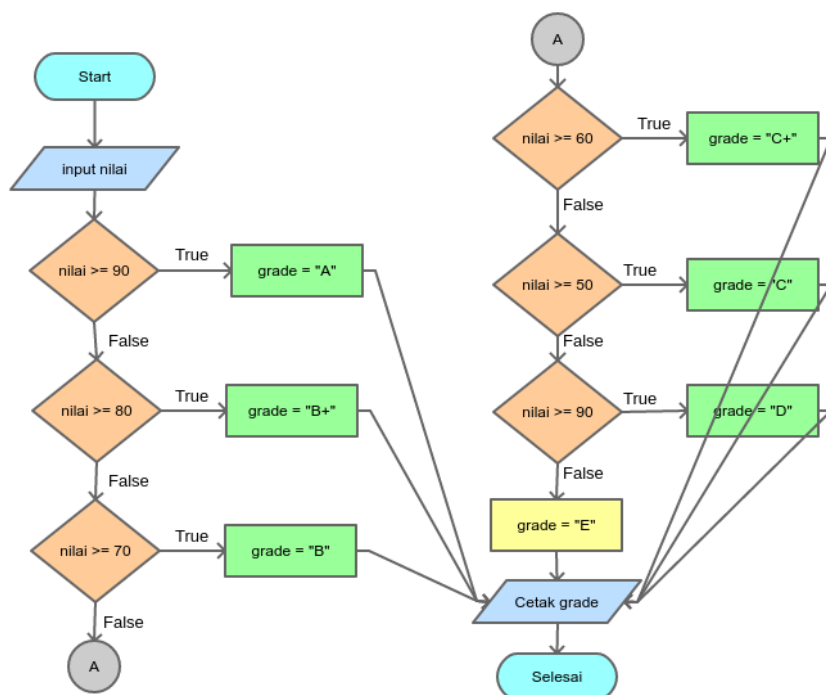 Start
input nilai
nilai >= 90
True
grade = "A"
False
nilai >= 80
True
grade = "B+"
False
nilai >= 70
True
grade = "B"
False
A
A
nilai >= 60
True
grade = "C+"
False
nilai >= 50
True
grade = "C"
False
nilai >= 90
True
grade = "D"
False
grade = "E"
Cetak grade
Selesai